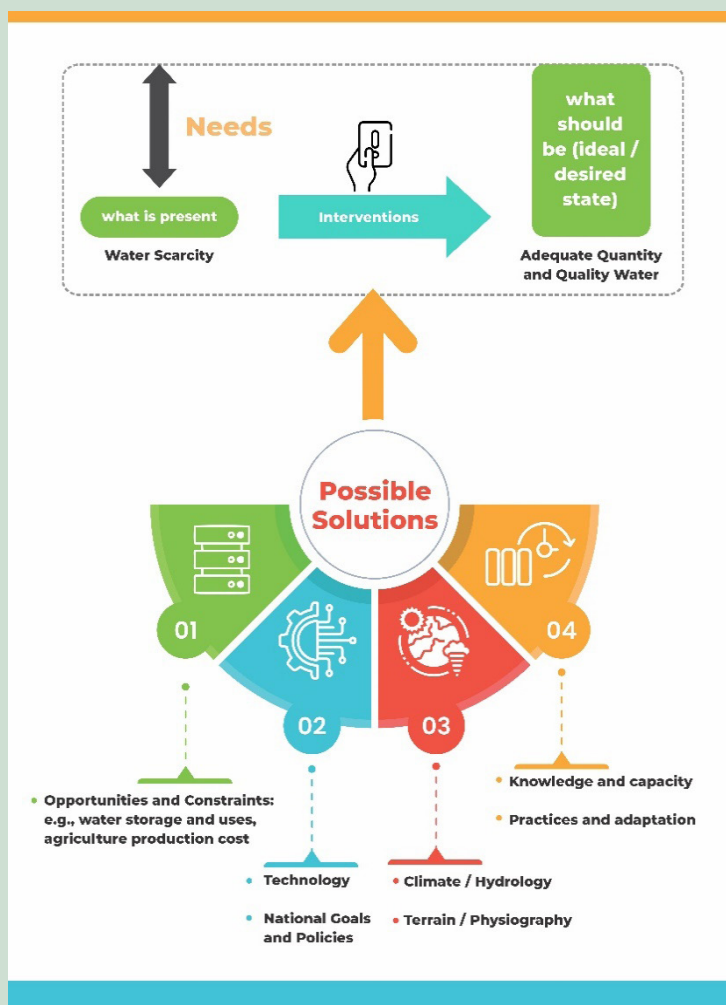 Needs
what is present
Water Scarcity
Interventions
what
should
be (ideal /
desired
state)
Adequate Quantity
and Quality Water
Possible
Solutions
01
02
03
04
• Opportunities and Constraints:
e.g., water storage and uses,
agriculture production cost
• Technology
• National Goals
and Policies
• Climate / Hydrology
• Terrain / Physiography
• Knowledge and capacity
• Practices and adaptation